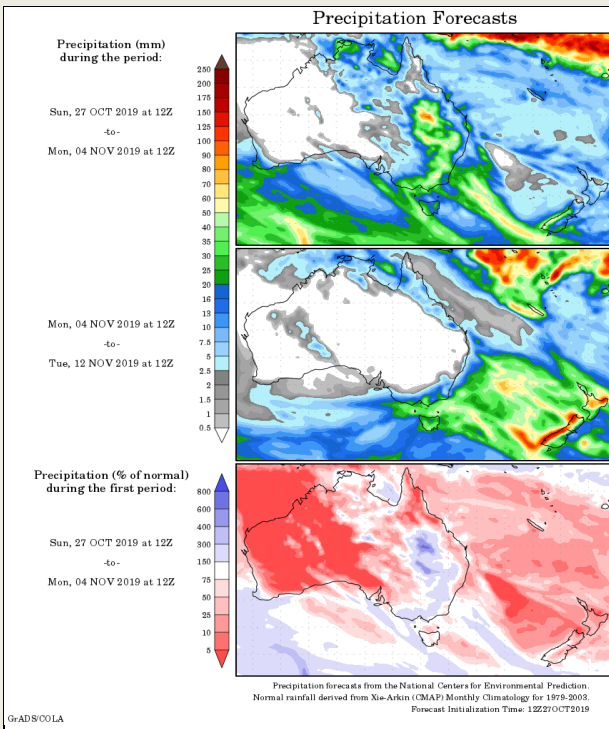 Precipitation Forecasts
Precipitation (mm)
during the period:
Sun, 27 OCT 2019 at 12Z
-to-
Mon, 04 NOV 2019 at 12Z
250
200
175
150
125
100
90
80
70
60
50
40
35
30
25
20
16
13
10
7.5
5
2.5
2
1.5
1
0.5
Mon, 04 NOV 2019 at 12Z
-to-
Tue, 12 NOV 2019 at 12Z
Precipitation (% of normal)
during the first period:
Sun, 27 OCT 2019 at 12Z
-to-
Mon, 04 NOV 2019 at 12Z
800
600
400
300
150
75
50
25
10
5
Precipitation forecasts from the National Centers for Environmental Prediction.
Normal rainfall derived from Xie-Arkin (CMAP) Monthly Climatology for 1979-2003.
Forecast Initialization Time: 12Z27OCT2019
GrADS/COLA